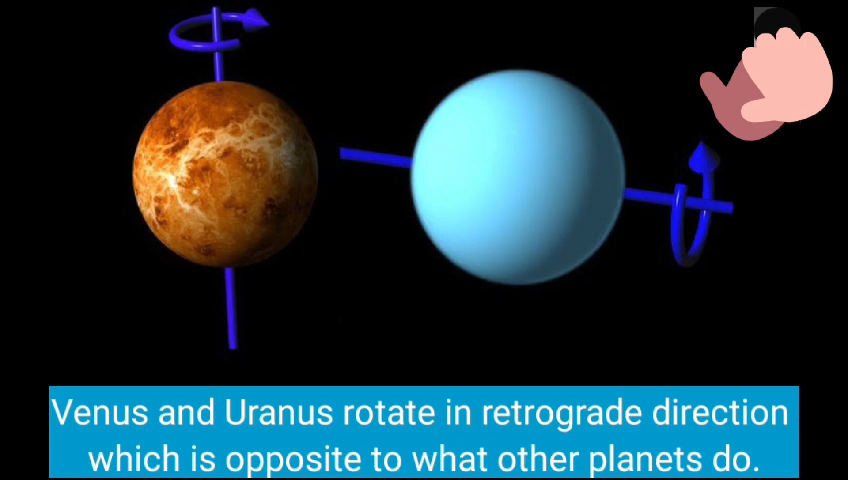 Venus and Uranus rotate in retrograde direction
which is opposite to what other planets do.